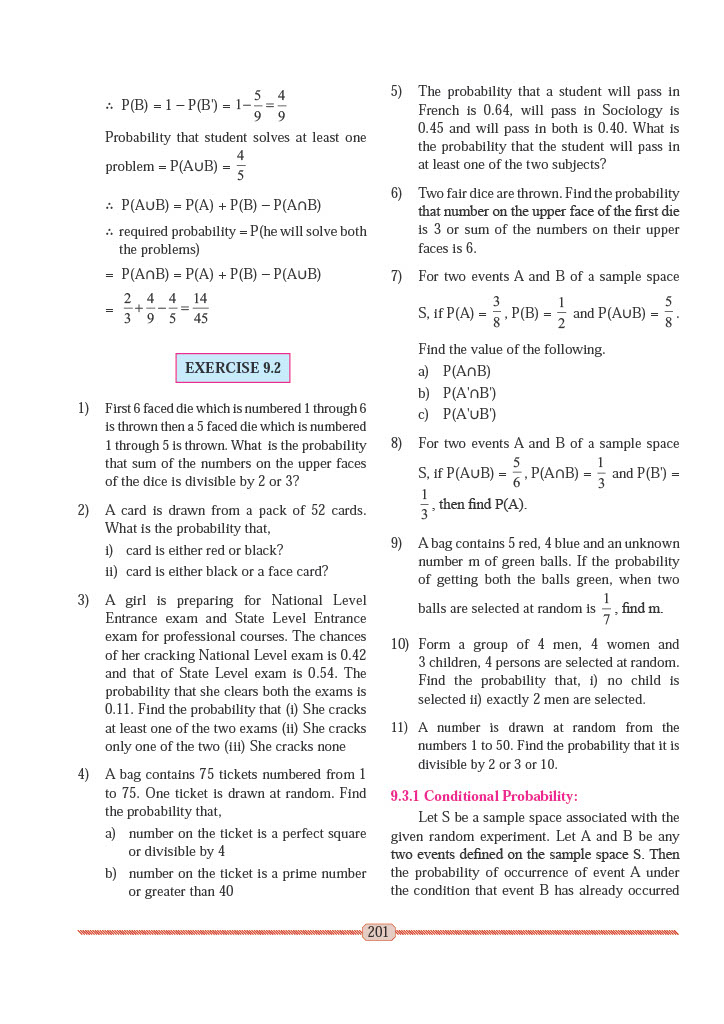 ∴ P(B) = 1 – P(B') = 1 – 5/9 = 4/9
Probability that student solves at least one
problem = P(A∪B) = 4/5
∴ P(A∪B) = P(A) + P(B) – P(A∩B)
∴ required probability = P(he will solve both
the problems)
= P(A∩B) = P(A) + P(B) – P(A∪B)
= 2/3 + 4/9 – 4/5 = 14/45
EXERCISE 9.2
1) First 6 faced die which is numbered 1 through 6
is thrown then a 5 faced die which is numbered
1 through 5 is thrown. What is the probability
that sum of the numbers on the upper faces
of the dice is divisible by 2 or 3?
2) A card is drawn from a pack of 52 cards.
What is the probability that,
i) card is either red or black?
ii) card is either black or a face card?
3) A girl is preparing for National Level
Entrance exam and State Level Entrance
exam for professional courses. The chances
of her cracking National Level exam is 0.42
and that of State Level exam is 0.54. The
probability that she clears both the exams is
0.11. Find the probability that (i) She cracks
at least one of the two exams (ii) She cracks
only one of the two (iii) She cracks none
4) A bag contains 75 tickets numbered from 1
to 75. One ticket is drawn at random. Find
the probability that,
a) number on the ticket is a perfect square
or divisible by 4
b) number on the ticket is a prime number
or greater than 40
5) The probability that a student will pass in
French is 0.64, will pass in Sociology is
0.45 and will pass in both is 0.40. What is
the probability that the student will pass in
at least one of the two subjects?
6) Two fair dice are thrown. Find the probability
that number on the upper face of the first die
is 3 or sum of the numbers on their upper
faces is 6.
7) For two events A and B of a sample space
S, if P(A) = 3/8, P(B) = 1/2 and P(A∪B) = 5/8.
Find the value of the following.
a) P(A∩B)
b) P(A'∩B')
c) P(A'∪B')
8) For two events A and B of a sample space
S, if P(A∪B) = 5/6, P(A∩B) = 1/3 and P(B') =
1/3, then find P(A).
9) A bag contains 5 red, 4 blue and an unknown
number m of green balls. If the probability
of getting both the balls green, when two
balls are selected at random is 1/7, find m.
10) Form a group of 4 men, 4 women and
3 children, 4 persons are selected at random.
Find the probability that, i) no child is
selected ii) exactly 2 men are selected.
11) A number is drawn at random from the
numbers 1 to 50. Find the probability that it is
divisible by 2 or 3 or 10.
9.3.1 Conditional Probability:
Let S be a sample space associated with the
given random experiment. Let A and B be any
two events defined on the sample space S. Then
the probability of occurrence of event A under
the condition that event B has already occurred
201